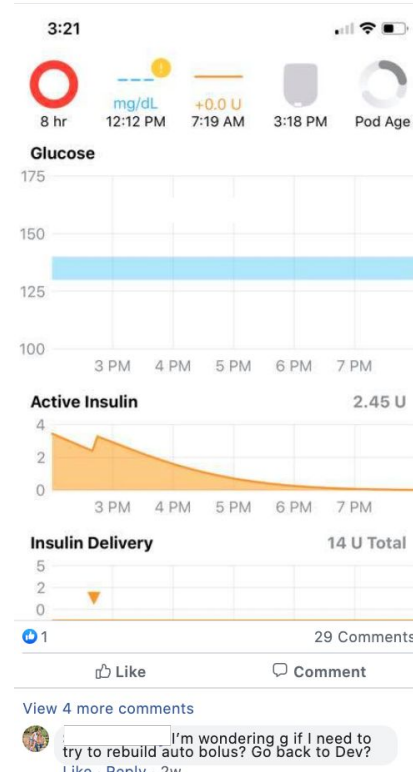 3:21
mg/dL +0.0 U
8 hr 12:12 PM 7:19 AM 3:18 PM Pod Age
Glucose
175
150
125
100
3 PM 4 PM 5 PM 6 PM 7 PM
Active Insulin 2.45 U
4
2
0
3 PM 4 PM 5 PM 6 PM 7 PM
Insulin Delivery 14 U Total
5
2
0
1 29 Comments
Like Comment
View 4 more comments
I'm wondering g if I need to
try to rebuild auto bolus? Go back to Dev?
Like Reply 2w